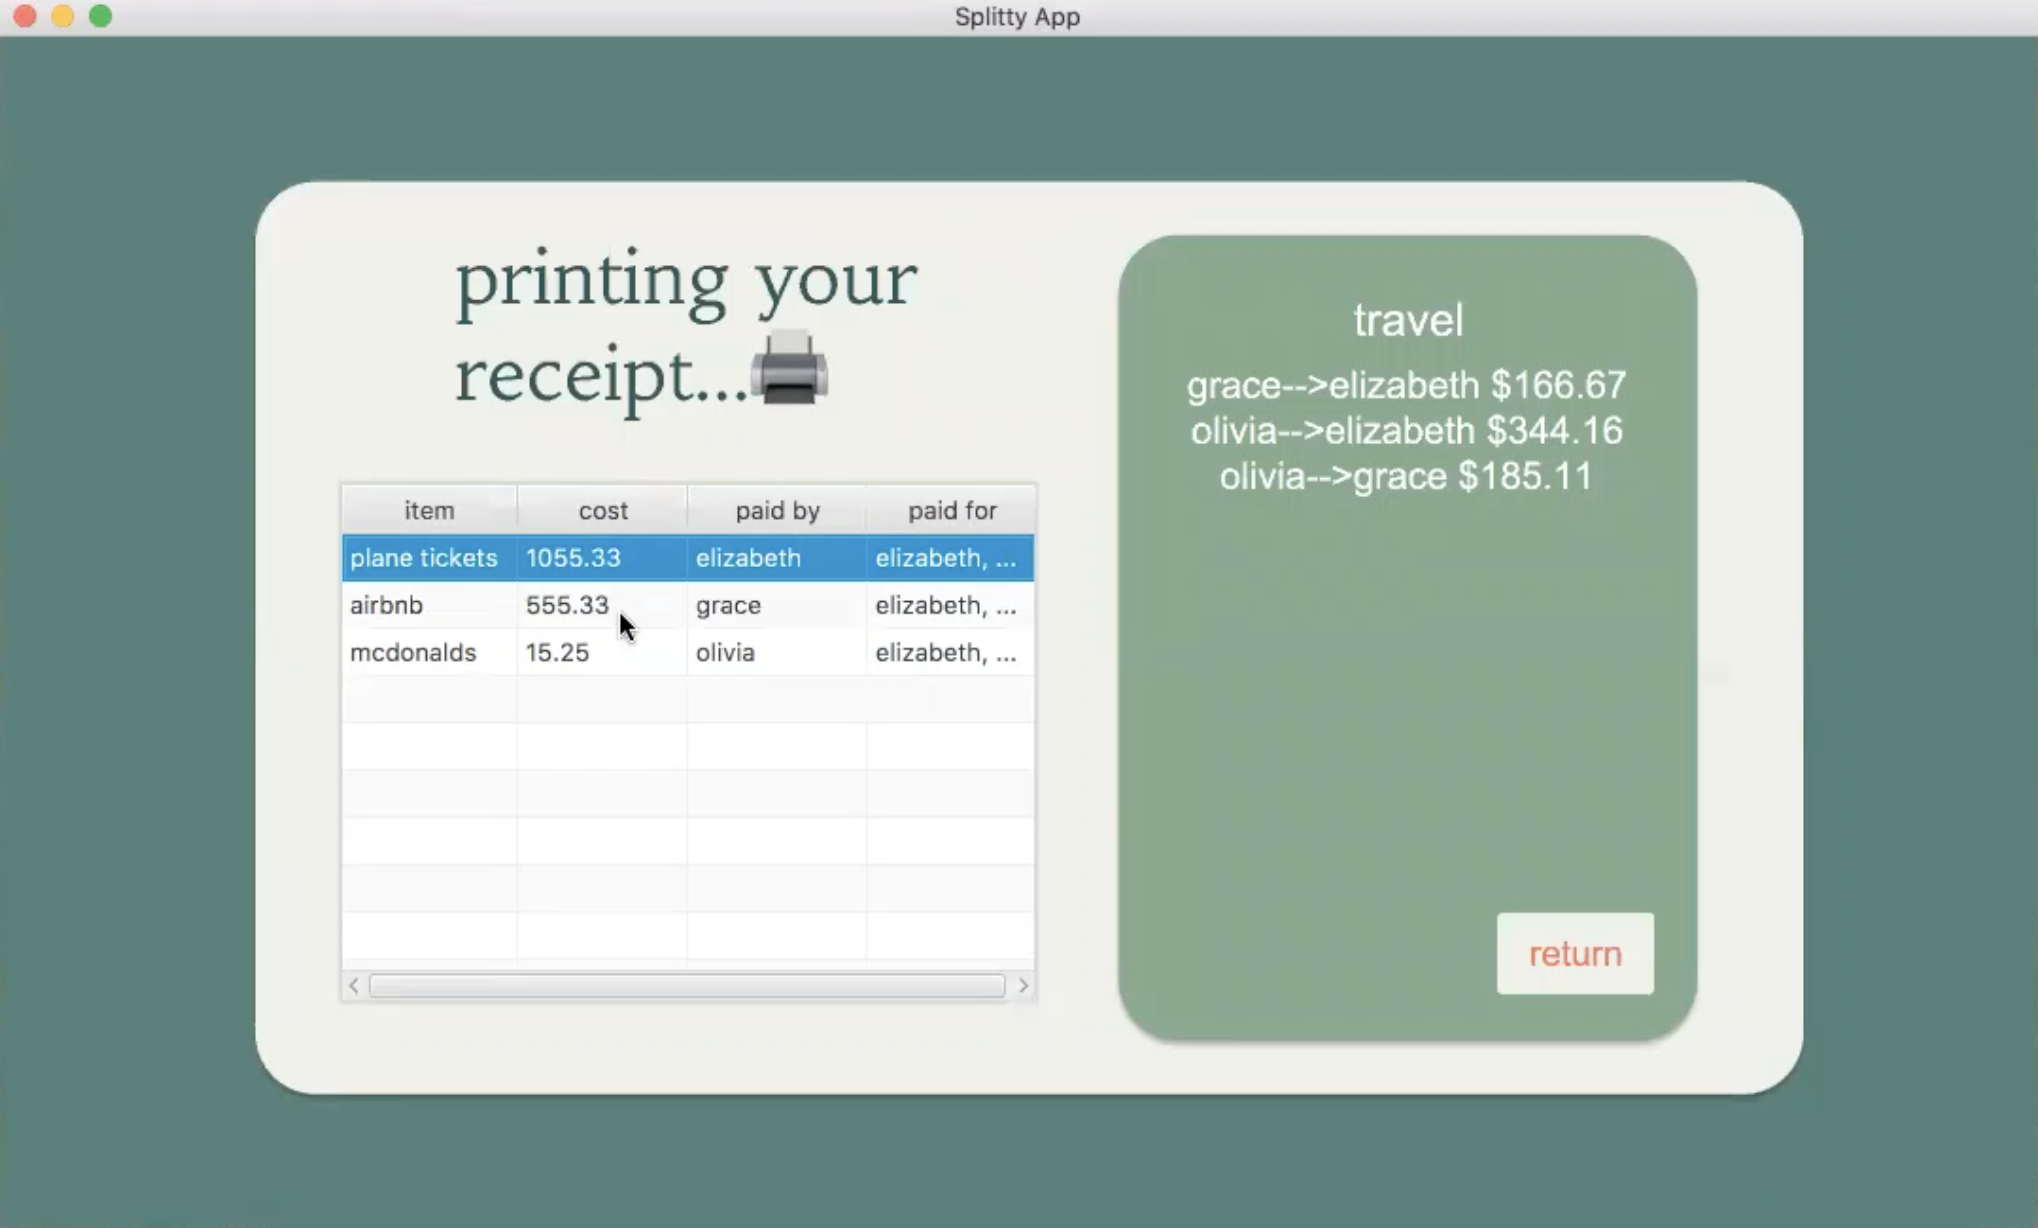 Splitty App
printing your
receipt...
item cost paid by paid for
plane tickets 1055.33 elizabeth elizabeth, ...
airbnb 555.33 grace elizabeth, ...
mcdonalds 15.25 olivia elizabeth, ...
travel
grace-->elizabeth $166.67
olivia-->elizabeth $344.16
olivia-->grace $185.11
return